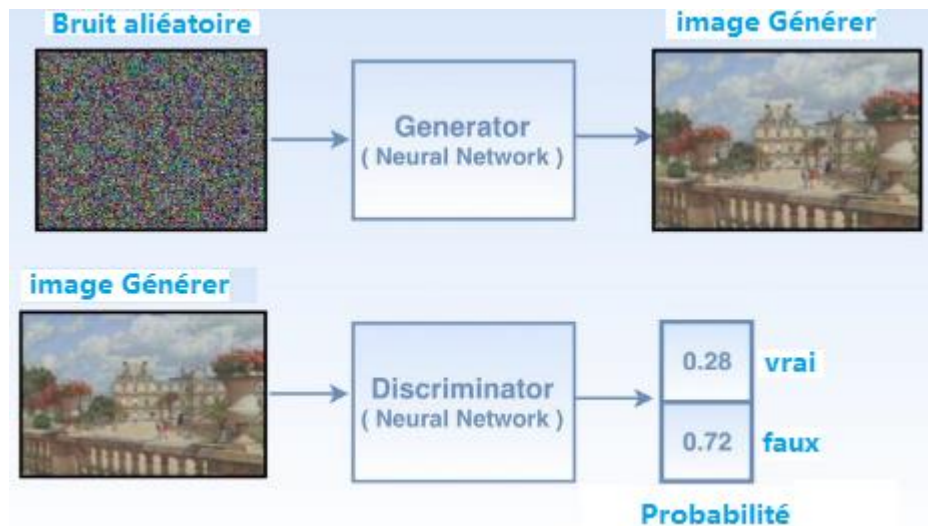 Bruit aliéatoire
image Générer
Generator
( Neural Network )
image Générer
Discriminator
( Neural Network )
0.28 vrai
0.72 faux
Probabilité